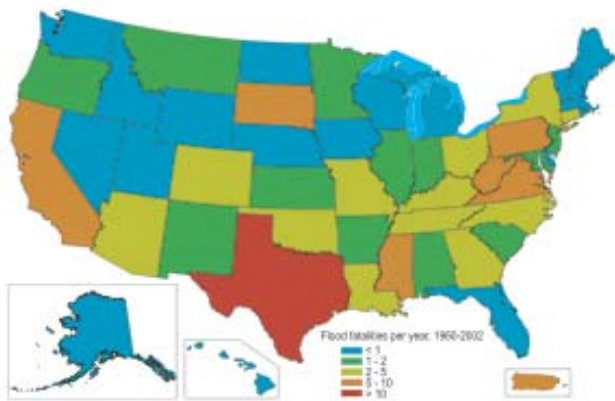 Flood fatalities per year, 1960-2002
< 1
1 - 2
2 - 5
5 - 10
> 10